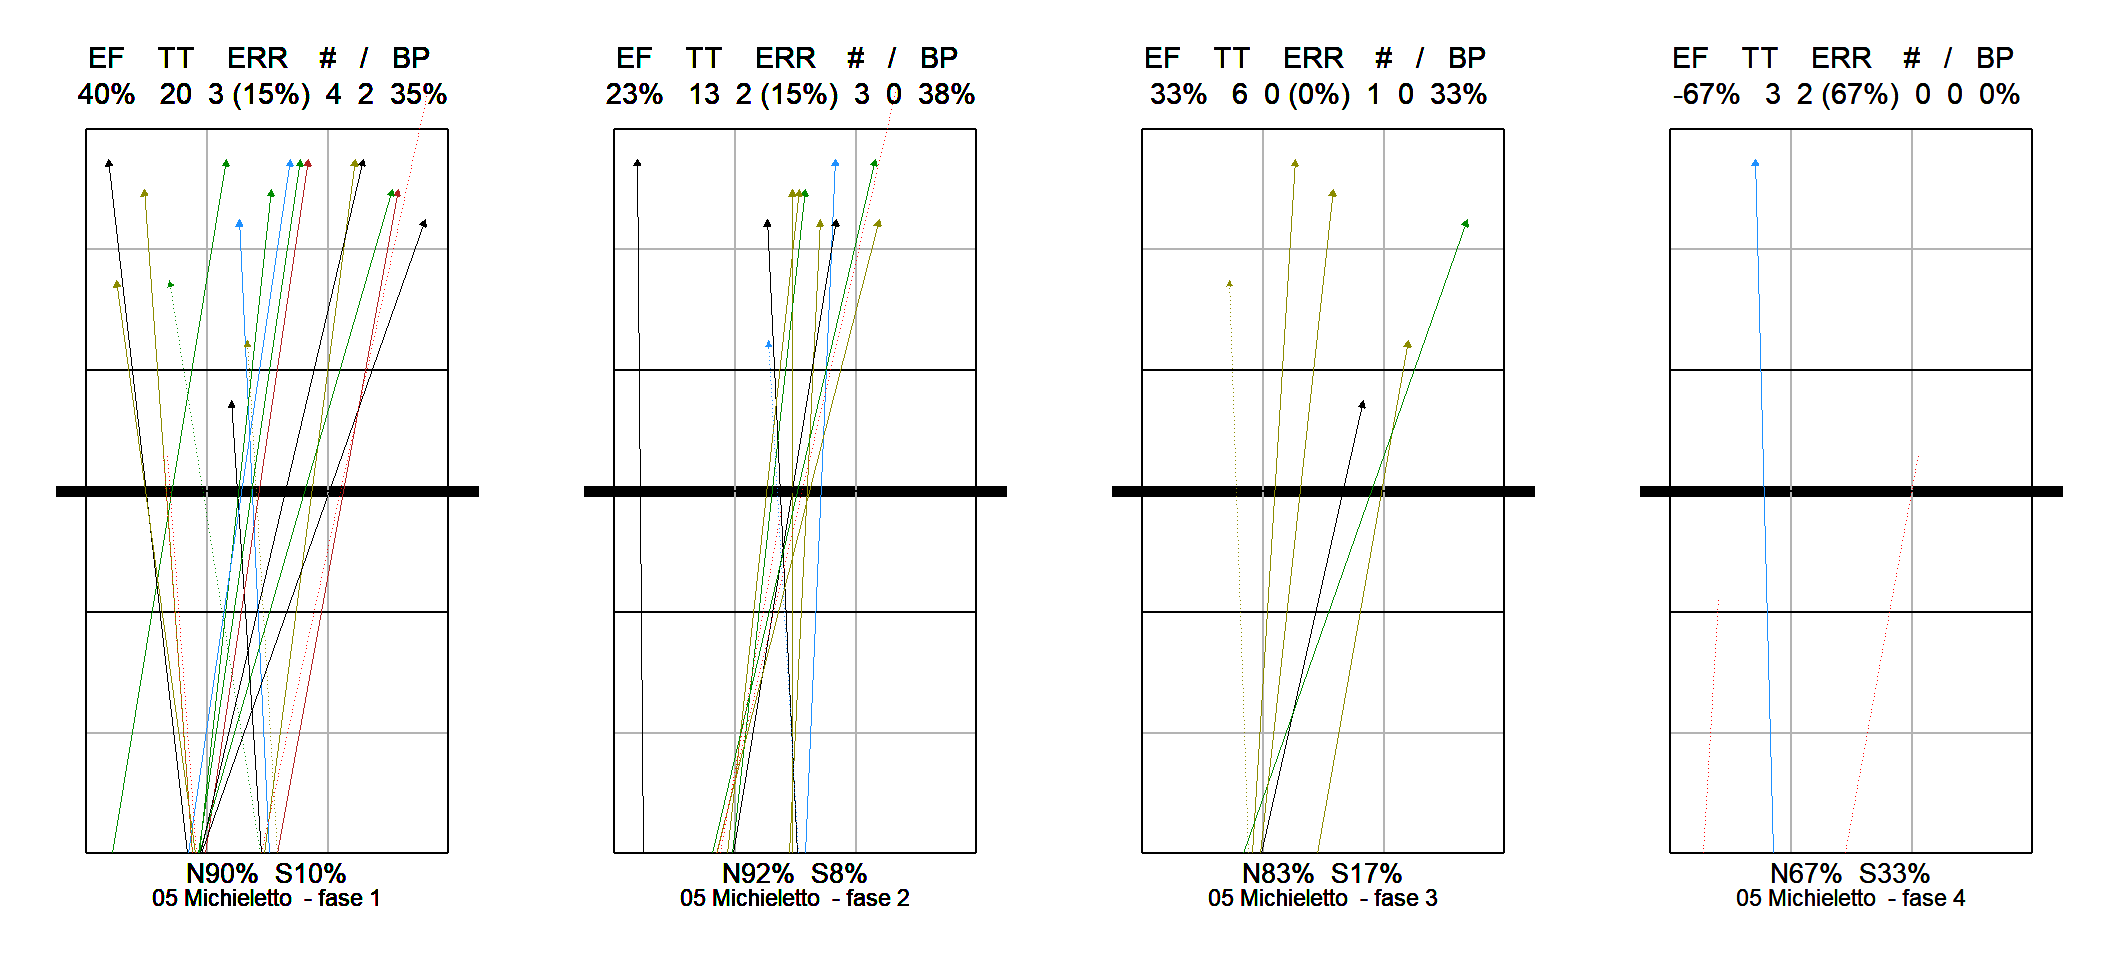 EF TT ERR # / BP
40% 20 3 (15%) 4 2 35%
N90% S10%
05 Michieletto - fase 1
EF TT ERR # / BP
23% 13 2 (15%) 3 0 38%
N92% S8%
05 Michieletto - fase 2
EF TT ERR # / BP
33% 6 0 (0%) 1 0 33%
N83% S17%
05 Michieletto - fase 3
EF TT ERR # / BP
-67% 3 2 (67%) 0 0 0%
N67% S33%
05 Michieletto - fase 4